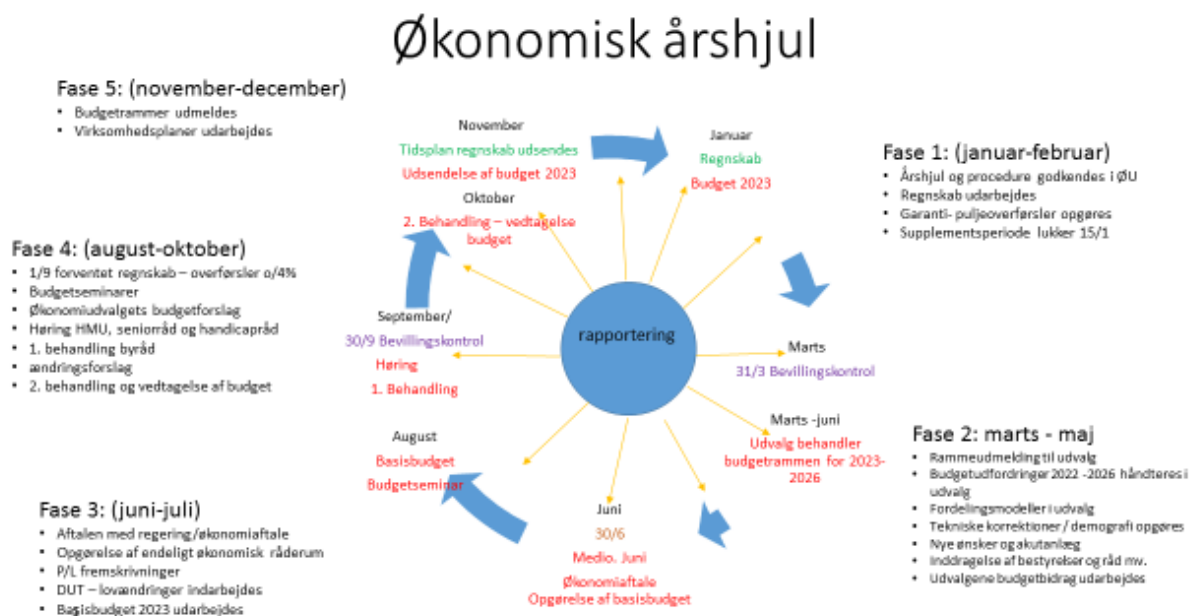 Økonomisk årshjul
Fase 5: (november-december)
• Budgetrammer udmeldes
• Virksomhedsplaner udarbejdes
November
Tidsplan regnskab udsendes
Udsendelse af budget 2023
Januar
Regnskab
Budget 2023
Fase 1: (januar-februar)
• Årshjul og procedure godkendes i ØU
• Regnskab udarbejdes
• Garanti- puljeoverførsler opgøres
• Supplementsperiode lukker 15/1
Oktober
2. Behandling – vedtagelse
budget
Fase 4: (august-oktober)
• 1/9 forventet regnskab – overførsler o/4%
• Budgetseminarer
• Økonomiudvalgets budgetforslag
• Høring HMU, seniorråd og handicapråd
• 1. behandling byråd
• ændringsforslag
• 2. behandling og vedtagelse af budget
September/
30/9 Bevillingskontrol
Høring
1. Behandling
rapportering
Marts
31/3 Bevillingskontrol
Marts -juni
Udvalg behandler
budgetrammen for 2023-
2026
Fase 2: marts - maj
• Rammeudmelding til udvalg
• Budgetudfordringer 2022 -2026 håndteres i
udvalg
• Fordelingsmodeller i udvalg
• Tekniske korrektioner / demografi opgøres
• Nye ønsker og akutanlæg
• Inddragelse af bestyrelser og råd mv.
• Udvalgene budgetbidrag udarbejdes
August
Basisbudget
Budgetseminar
Juni
30/6
Medio. Juni
Økonomiaftale
Opgørelse af basisbudget
Fase 3: (juni-juli)
• Aftalen med regering/økonomiaftale
• Opgørelse af endeligt økonomisk råderum
• P/L fremskrivninger
• DUT – lovændringer indarbejdes
• Basisbudget 2023 udarbejdes